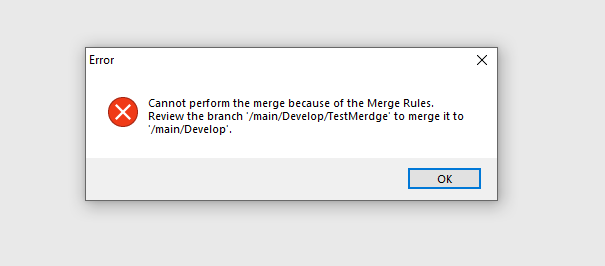 Error
Cannot perform the merge because of the Merge Rules.
Review the branch '/main/Develop/TestMerdge' to merge it to
'/main/Develop'.
OK